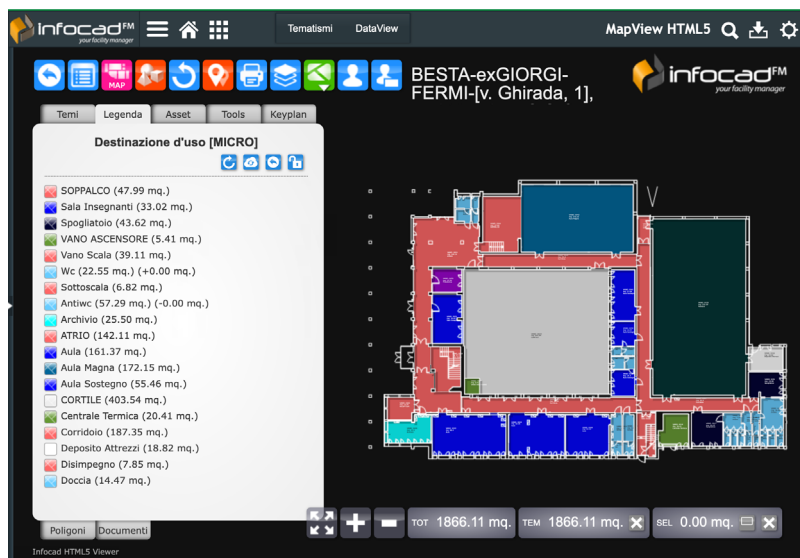 infocad FM
your facility manager
Tematismi DataView
MapView HTML5
MAP
BESTA-exGIORGI-
FERMI-[v. Ghirada, 1],
infocad FM
your facility manager
Temi Legenda Asset Tools Keyplan
Destinazione d'uso [MICRO]
SOPPALCO (47.99 mq.)
Sala Insegnanti (33.02 mq.)
Spogliatoio (43.62 mq.)
VANO ASCENSORE (5.41 mq.)
Vano Scala (39.11 mq.)
Wc (22.55 mq.) (+0.00 mq.)
Sottoscala (6.82 mq.)
Antiwc (57.29 mq.) (-0.00 mq.)
Archivio (25.50 mq.)
ATRIO (142.11 mq.)
Aula (161.37 mq.)
Aula Magna (172.15 mq.)
Aula Sostegno (55.46 mq.)
CORTILE (403.54 mq.)
Centrale Termica (20.41 mq.)
Corridoio (187.35 mq.)
Deposito Attrezzi (18.82 mq.)
Disimpegno (7.85 mq.)
Doccia (14.47 mq.)
Poligoni Documenti
TOT 1866.11 mq. TEM 1866.11 mq. SEL 0.00 mq.
Infocad HTML5 Viewer